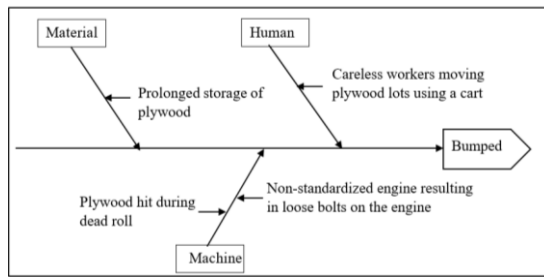 Material
Human
Prolonged storage of
plywood
Careless workers moving
plywood lots using a cart
Bumped
Plywood hit during
dead roll
Non-standardized engine resulting
in loose bolts on the engine
Machine